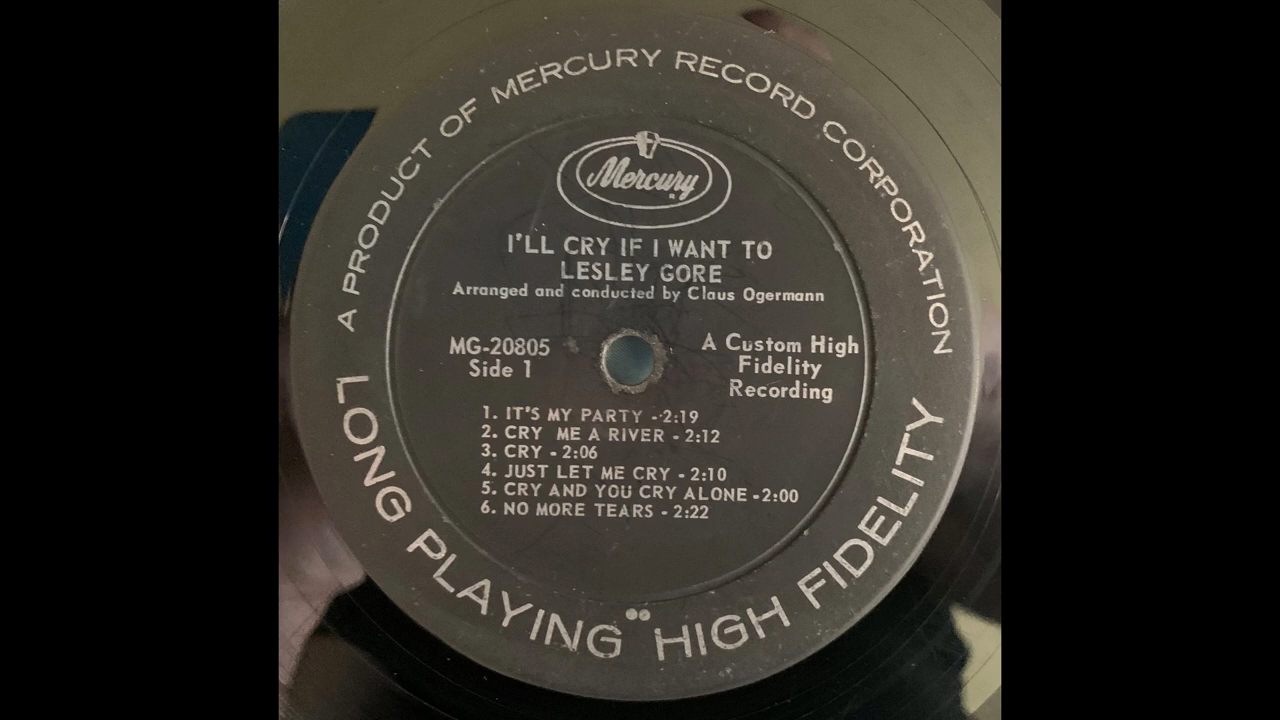 A PRODUCT OF MERCURY RECORD CORPORATION
Mercury
I'LL CRY IF I WANT TO
LESLEY GORE
Arranged and conducted by Claus Ogermann
MG-20805
Side 1
A Custom High
Fidelity
Recording
1. IT'S MY PARTY - 2:19
2. CRY ME A RIVER - 2:12
3. CRY - 2:06
4. JUST LET ME CRY - 2:10
5. CRY AND YOU CRY ALONE - 2:00
6. NO MORE TEARS - 2:22
LONG PLAYING HIGH FIDELITY